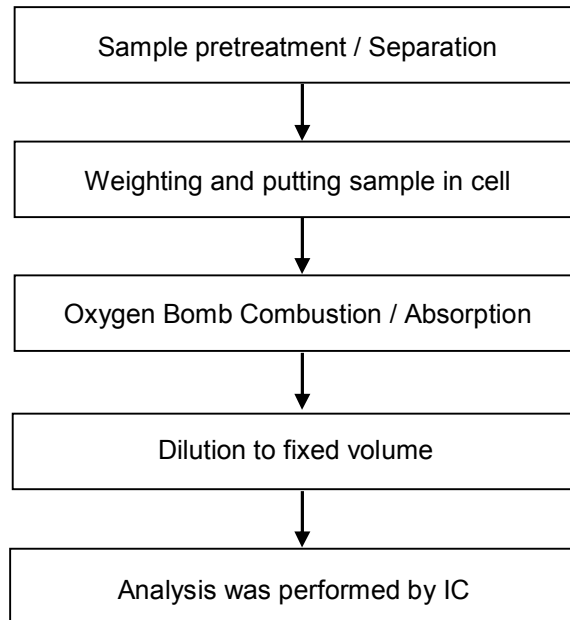 Sample pretreatment / Separation
Weighting and putting sample in cell
Oxygen Bomb Combustion / Absorption
Dilution to fixed volume
Analysis was performed by IC